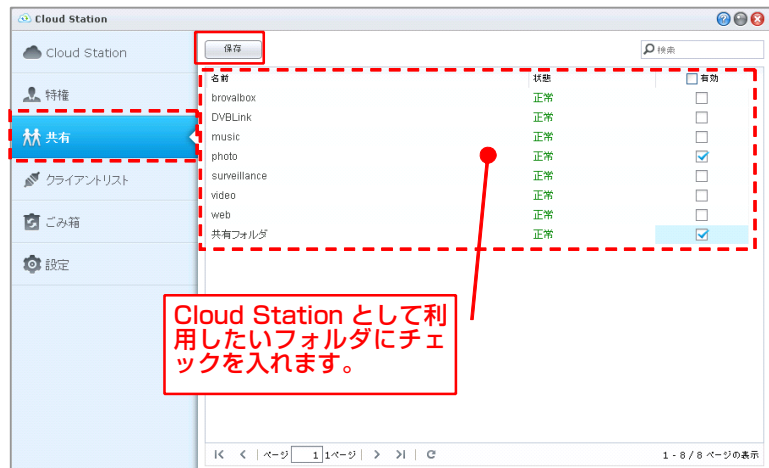 Cloud Station
Cloud Station
特権
共有
クライアントリスト
ごみ箱
設定
保存
検索
名前 状態 有効
brovalbox 正常
DVBLink 正常
music 正常
photo 正常
surveillance 正常
video 正常
web 正常
共有フォルダ 正常
Cloud Station として利
用したいフォルダにチェ
ックを入れます。
ページ 1 1ページ 1 - 8 / 8 ページの表示